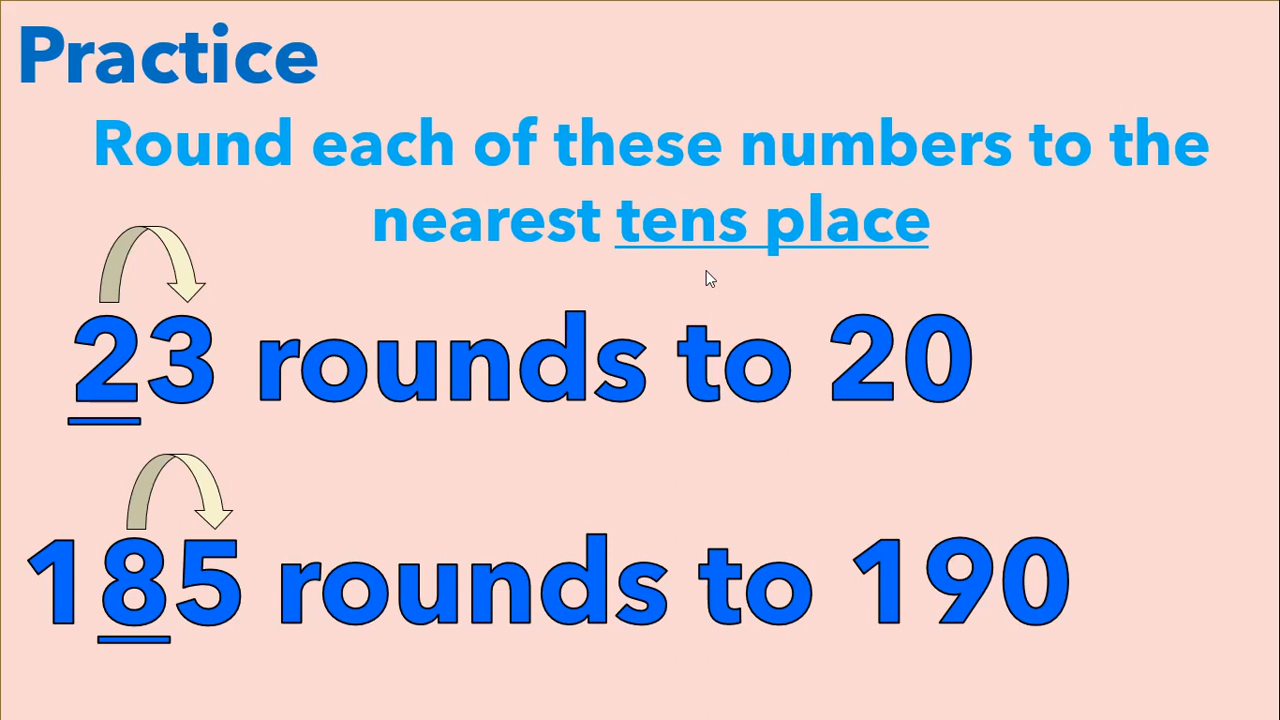 Practice
Round each of these numbers to the
nearest tens place
23 rounds to 20
185 rounds to 190